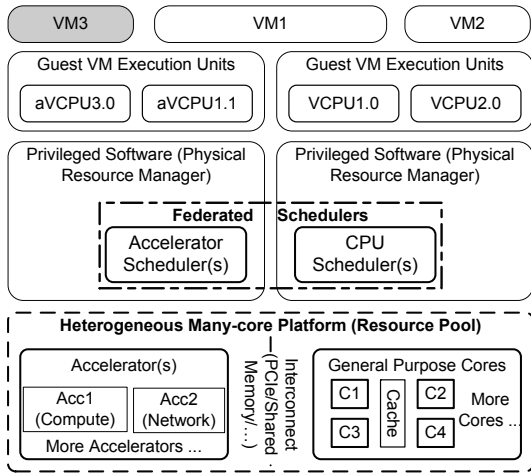 VM3 VM1 VM2
Guest VM Execution Units
aVCPU3.0 aVCPU1.1
Guest VM Execution Units
VCPU1.0 VCPU2.0
Privileged Software (Physical
Resource Manager)
Privileged Software (Physical
Resource Manager)
Federated Schedulers
Accelerator
Scheduler(s)
CPU
Scheduler(s)
Heterogeneous Many-core Platform (Resource Pool)
Accelerator(s)
Acc1
(Compute)
Acc2
(Network)
More Accelerators ...
Interconnect
(PCIe/Shared
Memory/...)
General Purpose Cores
C1
C3
Cache
C2
C4
More
Cores ...